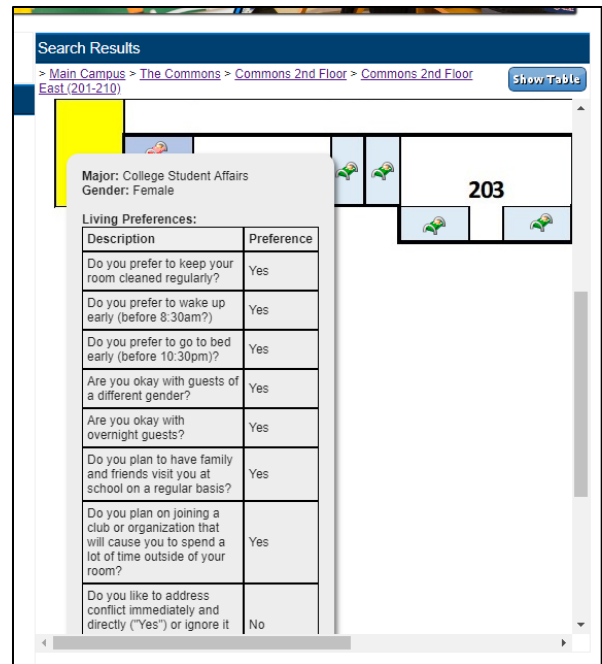 Search Results
> Main Campus > The Commons > Commons 2nd Floor > Commons 2nd Floor
East (201-210)
Show Table
203
Major: College Student Affairs
Gender: Female
Living Preferences:
Description Preference
Do you prefer to keep your
room cleaned regularly? Yes
Do you prefer to wake up
early (before 8:30am?) Yes
Do you prefer to go to bed
early (before 10:30pm)? Yes
Are you okay with guests of
a different gender? Yes
Are you okay with
overnight guests? Yes
Do you plan to have family
and friends visit you at
school on a regular basis? Yes
Do you plan on joining a
club or organization that
will cause you to spend a
lot of time outside of your
room? Yes
Do you like to address
conflict immediately and
directly ("Yes") or ignore it No